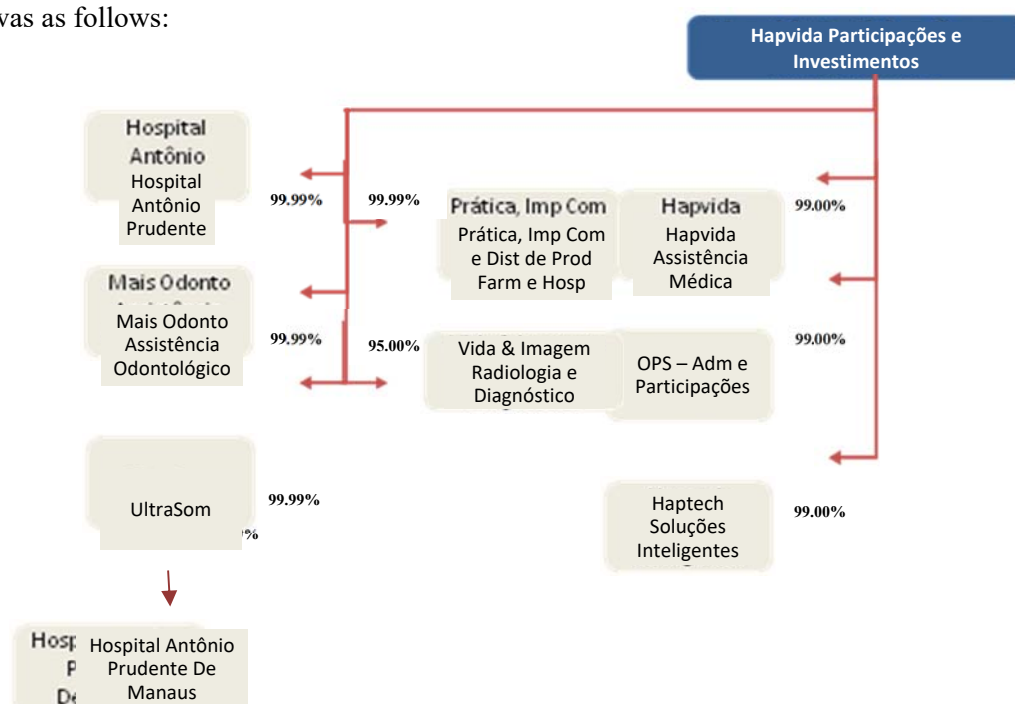 was as follows:
Hapvida Participações e
Investimentos
Hospital
Antônio
Hospital
Antônio
Prudente
99.99%
99.99%
Prática, Imp Com
Prática, Imp Com
e Dist de Prod
Farm e Hosp
Hapvida
Hapvida
Assistência
Médica
99.00%
Mais Odonto
Mais Odonto
Assistência
Odontológico
99.99%
95.00%
Vida & Imagem
Radiologia e
Diagnóstico
OPS – Adm e
Participações
99.00%
UltraSom
99.99%
%
Haptech
Soluções
Inteligentes
99.00%
Hospital Antônio
Prudente De
Manaus